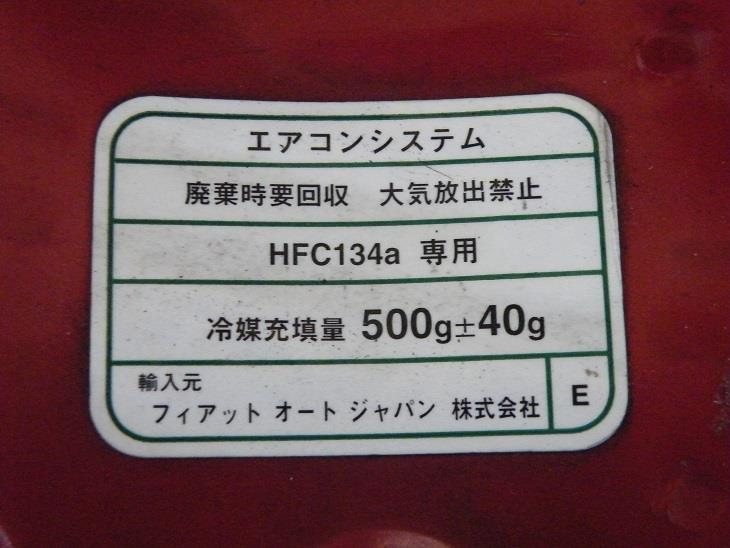 エアコンシステム
廃棄時要回収 大気放出禁止
HFC134a 専用
冷媒充填量 500g±40g
輸入元
フィアット オート ジャパン 株式会社
E